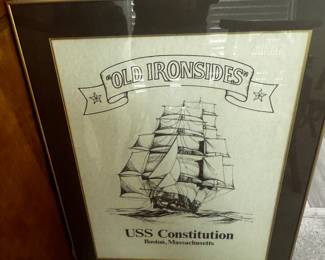 "OLD IRONSIDES"
USS Constitution
Boston, Massachusetts